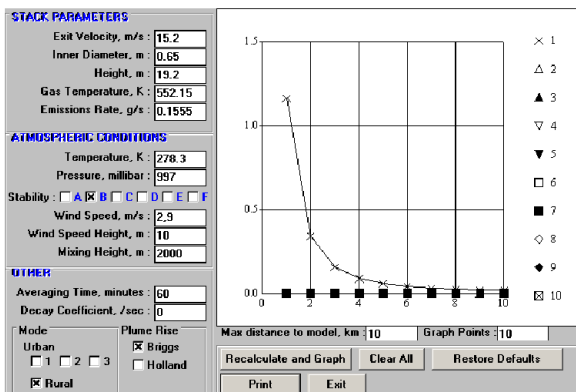 STACK PARAMETERS
Exit Velocity, m/s : 15.2
Inner Diameter, m : 0.65
Height, m : 19.2
Gas Temperature, K : 552.15
Emissions Rate, g/s : 0.1555
ATMOSPHERIC CONDITIONS
Temperature, K : 278.3
Pressure, millibar : 997
Stability : A B C D E F
Wind Speed, m/s : 2,9
Wind Speed Height, m : 10
Mixing Height, m : 2000
OTHER
Averaging Time, minutes : 60
Decay Coefficient, /sec : 0
Mode
Urban
1 2 3
Rural
Plume Rise
Briggs
Holland
1.5
1.0
0.5
0.0
0 2 4 6 8 10
1
2
3
4
5
6
7
8
9
10
Max distance to model, km : 10 Graph Points : 10
Recalculate and Graph Clear All Restore Defaults
Print Exit